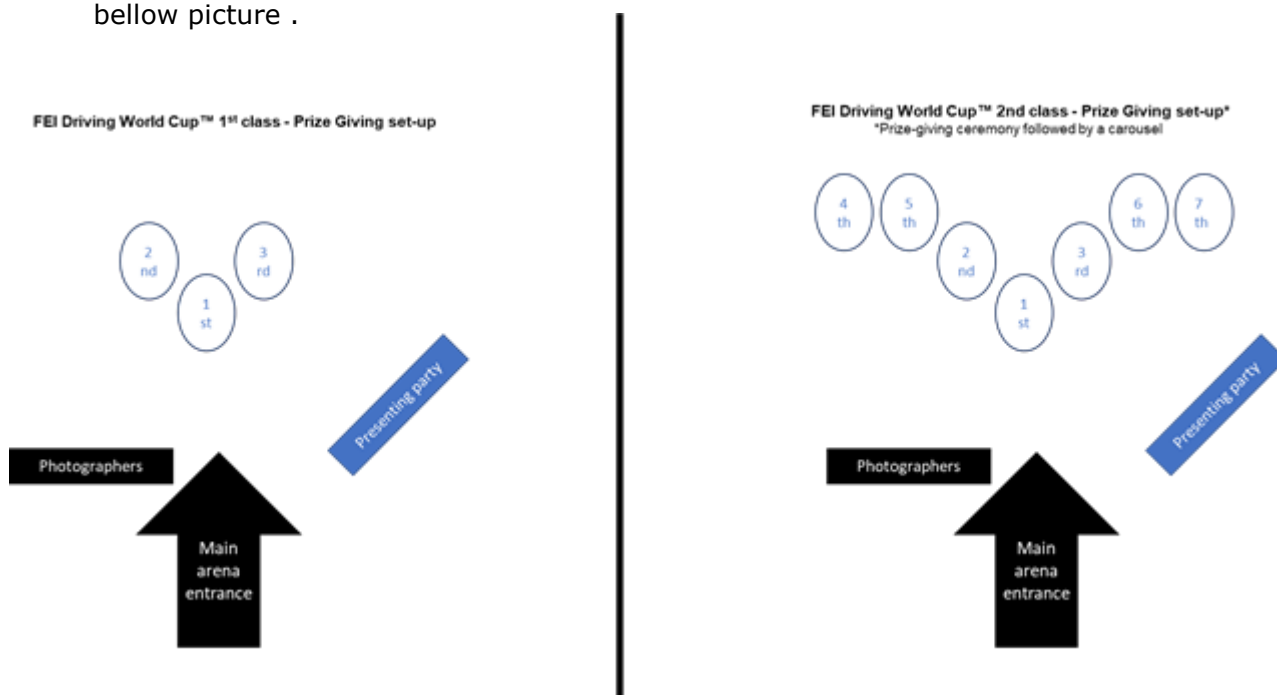 bellow picture .
FEI Driving World Cup™ 1st class - Prize Giving set-up
2
nd
3
rd
1
st
Presenting party
Photographers
Main
arena
entrance
FEI Driving World Cup™ 2nd class - Prize Giving set-up*
*Prize-giving ceremony followed by a carousel
4
th
5
th
6
th
7
th
2
nd
3
rd
1
st
Presenting party
Photographers
Main
arena
entrance